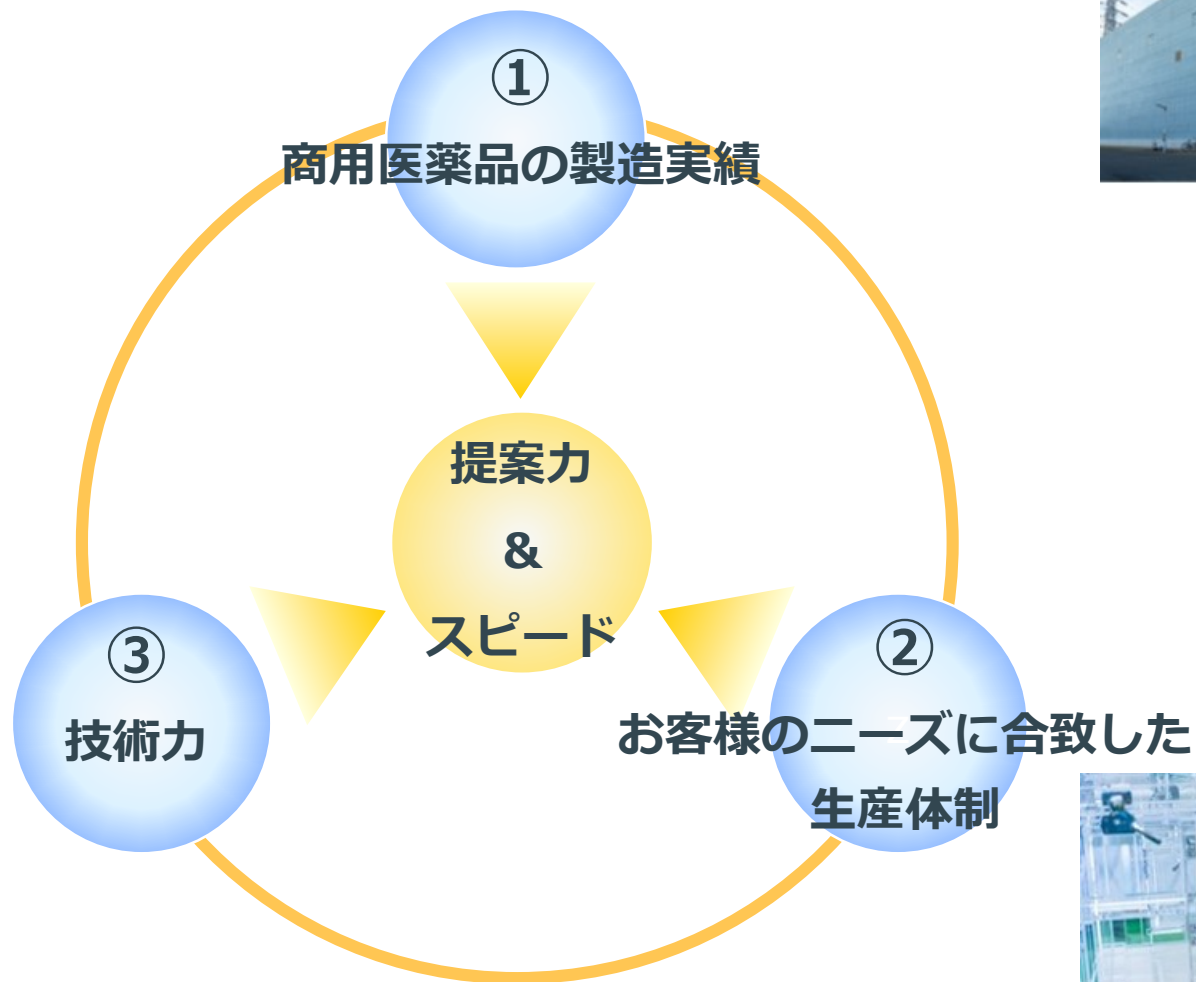 ①
商用医薬品の製造実績
提案力
&
スピード
②
お客様のニーズに合致した
生産体制
③
技術力